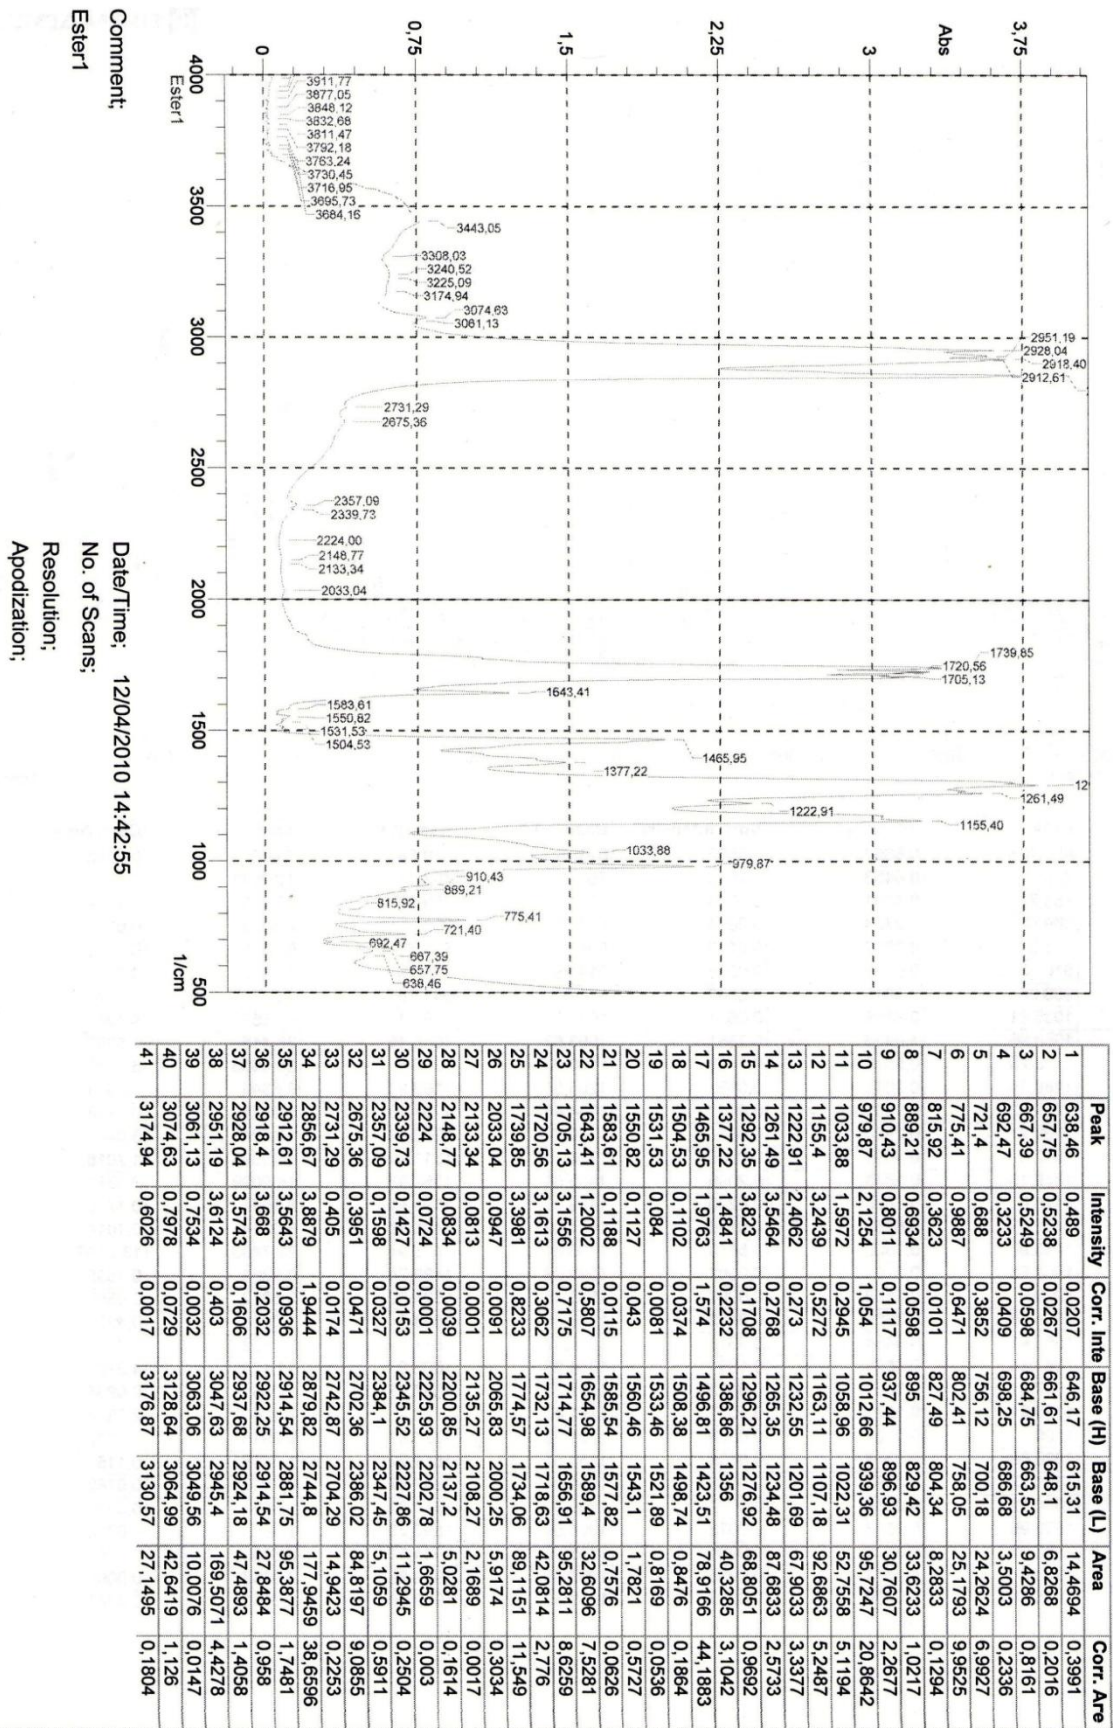 Abs
3,75
3
2,25
1,5
0,75
0
4000
3500
3000
2500
2000
1500
1000
500
1/cm
Ester1
3911,77
3877,05
3848,12
3832,68
3811,47
3792,18
3763,24
3730,45
3716,95
3695,73
3684,16
3443,05
3308,03
3240,52
3225,09
3174,94
3074,63
3061,13
2951,19
2928,04
2918,40
2912,61
2731,29
2675,36
2357,09
2339,73
2224,00
2148,77
2133,34
2033,04
1739,85
1720,56
1705,13
1643,41
1583,61
1550,82
1531,53
1504,53
1465,95
1377,22
1261,49
1222,91
1155,40
1033,88
979,87
910,43
889,21
815,92
775,41
721,40
692,47
667,39
657,75
638,46
Comment;
Ester1
Date/Time; 12/04/2010 14:42:55
No. of Scans;
Resolution;
Apodization;
Peak Intensity Corr. Inte Base (H) Base (L) Area Corr. Are
1 638,46 0,489 0,0207 646,17 615,31 14,4694 0,3991
2 657,75 0,5238 0,0267 661,61 648,1 6,8268 0,2016
3 667,39 0,5249 0,0598 684,75 663,53 9,4286 0,8161
4 692,47 0,3233 0,0409 698,25 686,68 3,5003 0,2336
5 721,4 0,688 0,3852 756,12 700,18 24,2624 6,9927
6 775,41 0,9887 0,6471 802,41 758,05 25,1793 9,9525
7 815,92 0,3623 0,0101 827,49 804,34 8,2833 0,1294
8 889,21 0,6934 0,0598 895 829,42 33,6233 1,0217
9 910,43 0,8011 0,1117 937,44 896,93 30,7607 2,2677
10 979,87 2,1254 1,054 1012,66 939,36 95,7247 20,8642
11 1033,88 1,5972 0,2945 1058,96 1022,31 52,7558 5,1194
12 1155,4 3,2439 0,5272 1163,11 1107,18 92,6863 5,2487
13 1222,91 2,4062 0,273 1232,55 1201,69 67,9033 3,3377
14 1261,49 3,5464 0,2768 1265,35 1234,48 87,6833 2,5733
15 1292,35 3,823 0,1708 1296,21 1276,92 68,8051 0,9692
16 1377,22 1,4841 0,2232 1386,86 1356 40,3285 3,1042
17 1465,95 1,9763 1,574 1496,81 1423,51 78,9166 44,1883
18 1504,53 0,1102 0,0374 1508,38 1498,74 0,8476 0,1864
19 1531,53 0,084 0,0081 1533,46 1521,89 0,8169 0,0536
20 1550,82 0,1127 0,043 1560,46 1543,1 1,7821 0,5727
21 1583,61 0,1188 0,0115 1585,54 1577,82 0,7576 0,0626
22 1643,41 1,2002 0,5807 1654,98 1589,4 32,6096 7,5281
23 1705,13 3,1556 0,7175 1714,77 1656,91 95,2811 8,6259
24 1720,56 3,1613 0,3062 1732,13 1718,63 42,0814 2,776
25 1739,85 3,3981 0,8233 1774,57 1734,06 89,1151 11,549
26 2033,04 0,0947 0,0091 2065,83 2000,25 5,9174 0,3034
27 2133,34 0,0813 0,0001 2135,27 2108,27 2,1689 0,0017
28 2148,77 0,0834 0,0039 2200,85 2137,2 5,0281 0,1614
29 2224 0,0724 0,0001 2225,93 2202,78 1,6659 0,003
30 2339,73 0,1427 0,0153 2345,52 2227,86 11,2945 0,2504
31 2357,09 0,1598 0,0327 2384,1 2347,45 5,1059 0,5911
32 2675,36 0,3951 0,0471 2702,36 2386,02 84,8197 9,0855
33 2731,29 0,405 0,0174 2742,87 2704,29 14,9423 0,2253
34 2856,67 3,8879 1,9444 2879,82 2744,8 177,9459 38,6596
35 2912,61 3,5643 0,0936 2914,54 2881,75 95,3877 1,7481
36 2918,4 3,668 0,2032 2922,25 2914,54 27,8484 0,958
37 2928,04 3,5743 0,1606 2937,68 2924,18 47,4893 1,4058
38 2951,19 3,6124 0,403 3047,63 2945,4 169,5071 4,4278
39 3061,13 0,7534 0,0032 3063,06 3049,56 10,0076 0,0147
40 3074,63 0,7978 0,0729 3128,64 3064,99 42,6419 1,126
41 3174,94 0,6026 0,0017 3176,87 3130,57 27,1495 0,1804